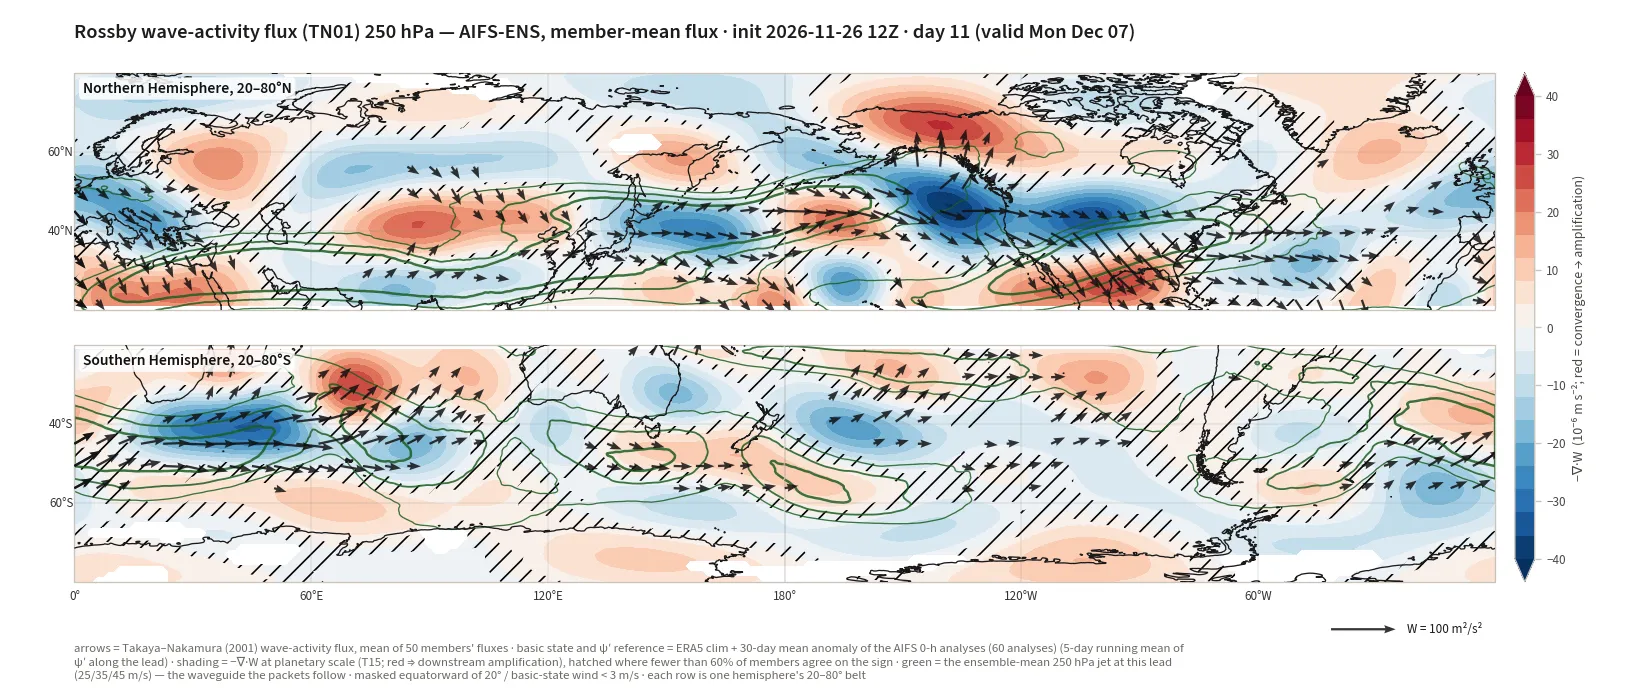 Rossby wave-activity flux (TN01) 250 hPa — AIFS-ENS, member-mean flux · init 2026-11-26 12Z · day 11 (valid Mon Dec 07)
Northern Hemisphere, 20–80°N
60°N
40°N
Southern Hemisphere, 20–80°S
40°S
60°S
0°
60°E
120°E
180°
120°W
60°W
40
30
20
10
0
−10
−20
−30
−40
−∇·W (10⁻⁶ m s⁻²; red = convergence → amplification)
W = 100 m²/s²
arrows = Takaya–Nakamura (2001) wave-activity flux, mean of 50 members' fluxes · basic state and ψ' reference = ERA5 clim + 30-day mean anomaly of the AIFS 0-h analyses (60 analyses) (5-day running mean of
ψ' along the lead) · shading = −∇·W at planetary scale (T15; red ⇒ downstream amplification), hatched where fewer than 60% of members agree on the sign · green = the ensemble-mean 250 hPa jet at this lead
(25/35/45 m/s) — the waveguide the packets follow · masked equatorward of 20° / basic-state wind < 3 m/s · each row is one hemisphere's 20–80° belt